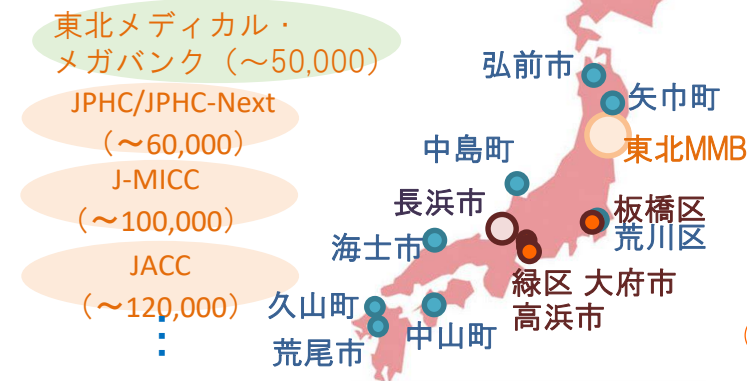 東北メディカル・
メガバンク（～50,000）
JPHC/JPHC-Next
（～60,000）
J-MICC
（～100,000）
JACC
（～120,000）
弘前市
矢巾町
東北MMB
中島町
長浜市
板橋区
荒川区
海士市
緑区 大府市
高浜市
久山町
中山町
荒尾市